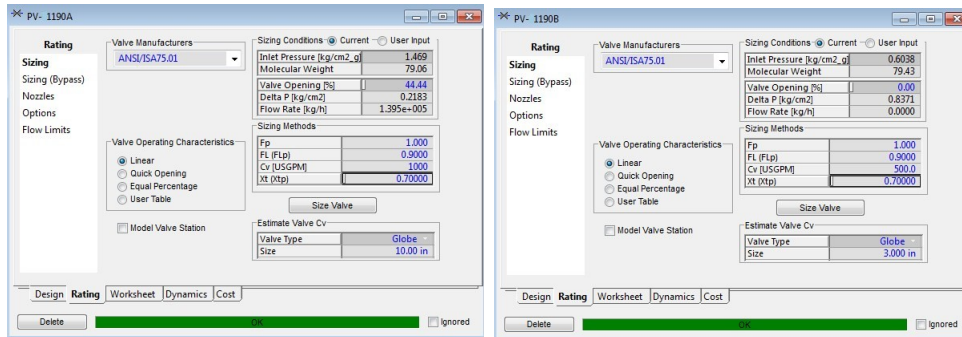 PV- 1190A
Rating
Sizing
Sizing (Bypass)
Nozzles
Options
Flow Limits
Valve Manufacturers
ANSI/ISA75.01
Valve Operating Characteristics
Linear
Quick Opening
Equal Percentage
User Table
Model Valve Station
Sizing Conditions Current User Input
Inlet Pressure [kg/cm2_g] 1.469
Molecular Weight 79.06
Valve Opening [%] 44.44
Delta P [kg/cm2] 0.2183
Flow Rate [kg/h] 1.395e+005
Sizing Methods
Fp 1.000
FL (FLp) 0.9000
Cv [USGPM] 1000
Xt (Xtp) 0.70000
Size Valve
Estimate Valve Cv
Valve Type Globe
Size 10.00 in
Design Rating Worksheet Dynamics Cost
Delete OK Ignored
PV- 1190B
Rating
Sizing
Sizing (Bypass)
Nozzles
Options
Flow Limits
Valve Manufacturers
ANSI/ISA75.01
Valve Operating Characteristics
Linear
Quick Opening
Equal Percentage
User Table
Model Valve Station
Sizing Conditions Current User Input
Inlet Pressure [kg/cm2_g] 0.6038
Molecular Weight 79.43
Valve Opening [%] 0.00
Delta P [kg/cm2] 0.8371
Flow Rate [kg/h] 0.0000
Sizing Methods
Fp 1.000
FL (FLp) 0.9000
Cv [USGPM] 500.0
Xt (Xtp) 0.70000
Size Valve
Estimate Valve Cv
Valve Type Globe
Size 3.000 in
Design Rating Worksheet Dynamics Cost
Delete OK Ignored